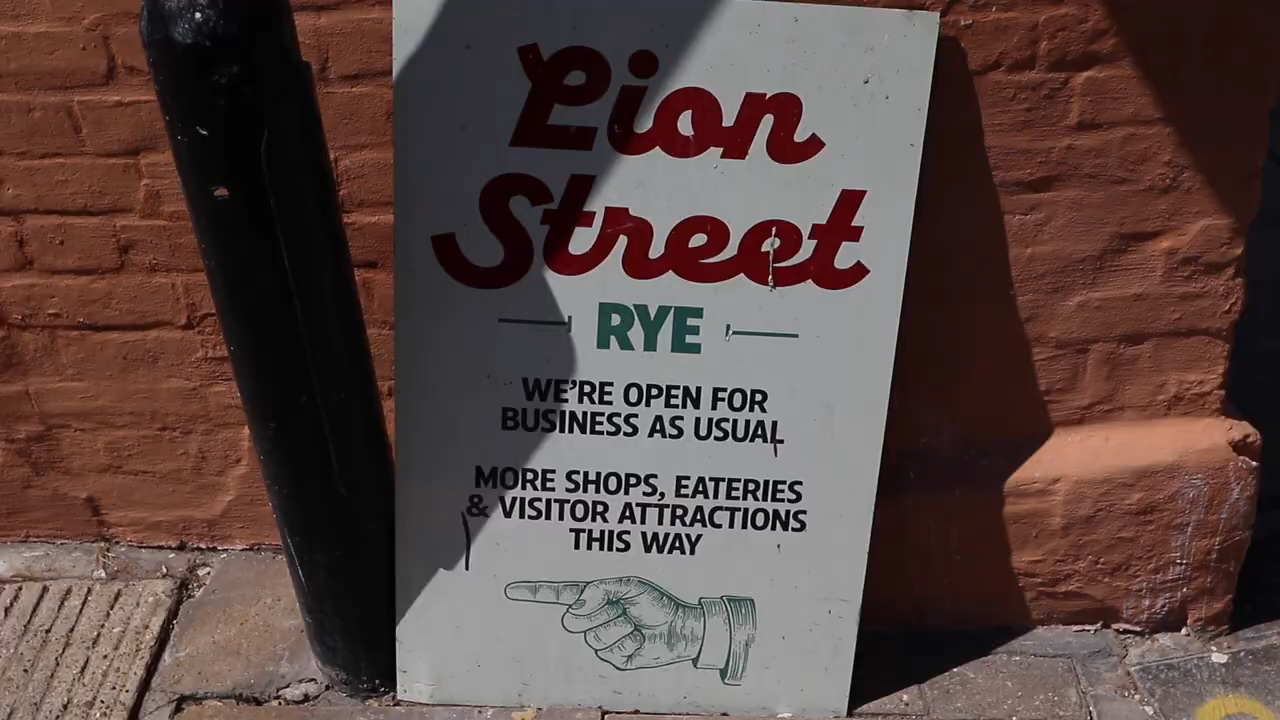 Lion
Street
RYE
WE'RE OPEN FOR
BUSINESS AS USUAL
MORE SHOPS, EATERIES
& VISITOR ATTRACTIONS
THIS WAY